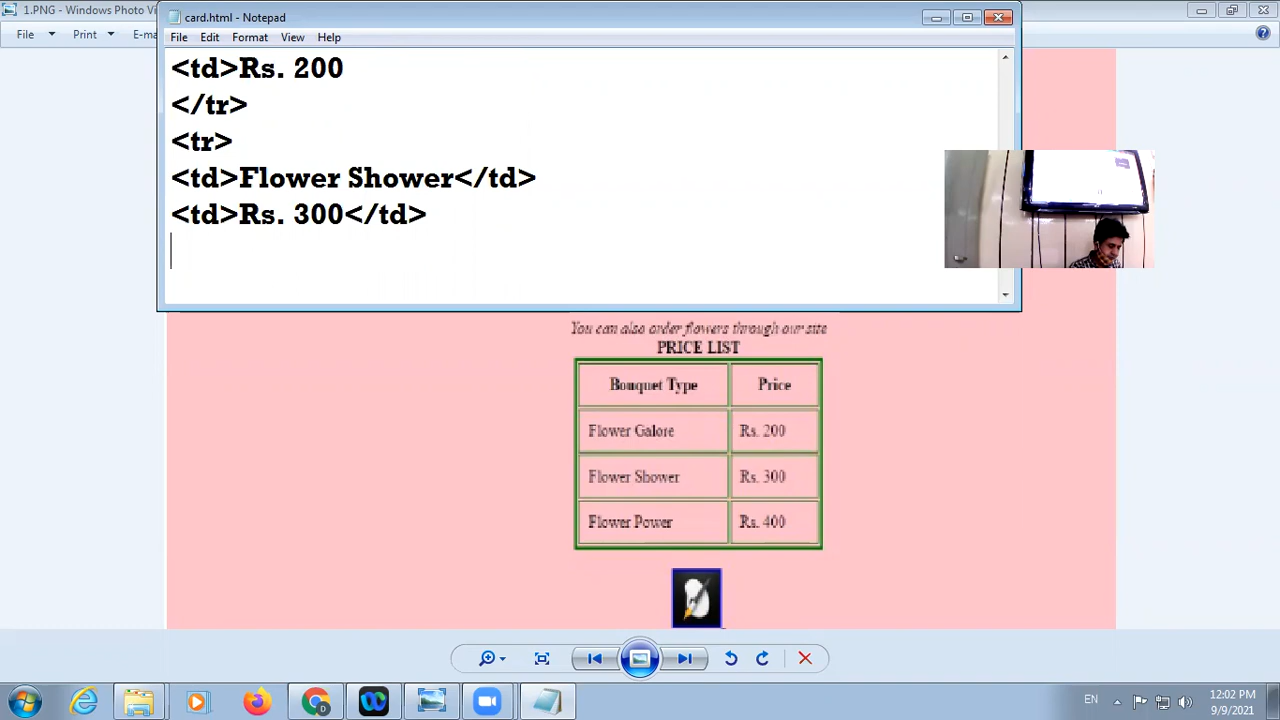 1.PNG - Windows Photo Vi
File Print E-ma
card.html - Notepad
File Edit Format View Help
<td>Rs. 200
</tr>
<tr>
<td>Flower Shower</td>
<td>Rs. 300</td>
You can also order flowers through our site
PRICE LIST
Bouquet Type Price
Flower Galore Rs. 200
Flower Shower Rs. 300
Flower Power Rs. 400
EN
12:02 PM
9/9/2021